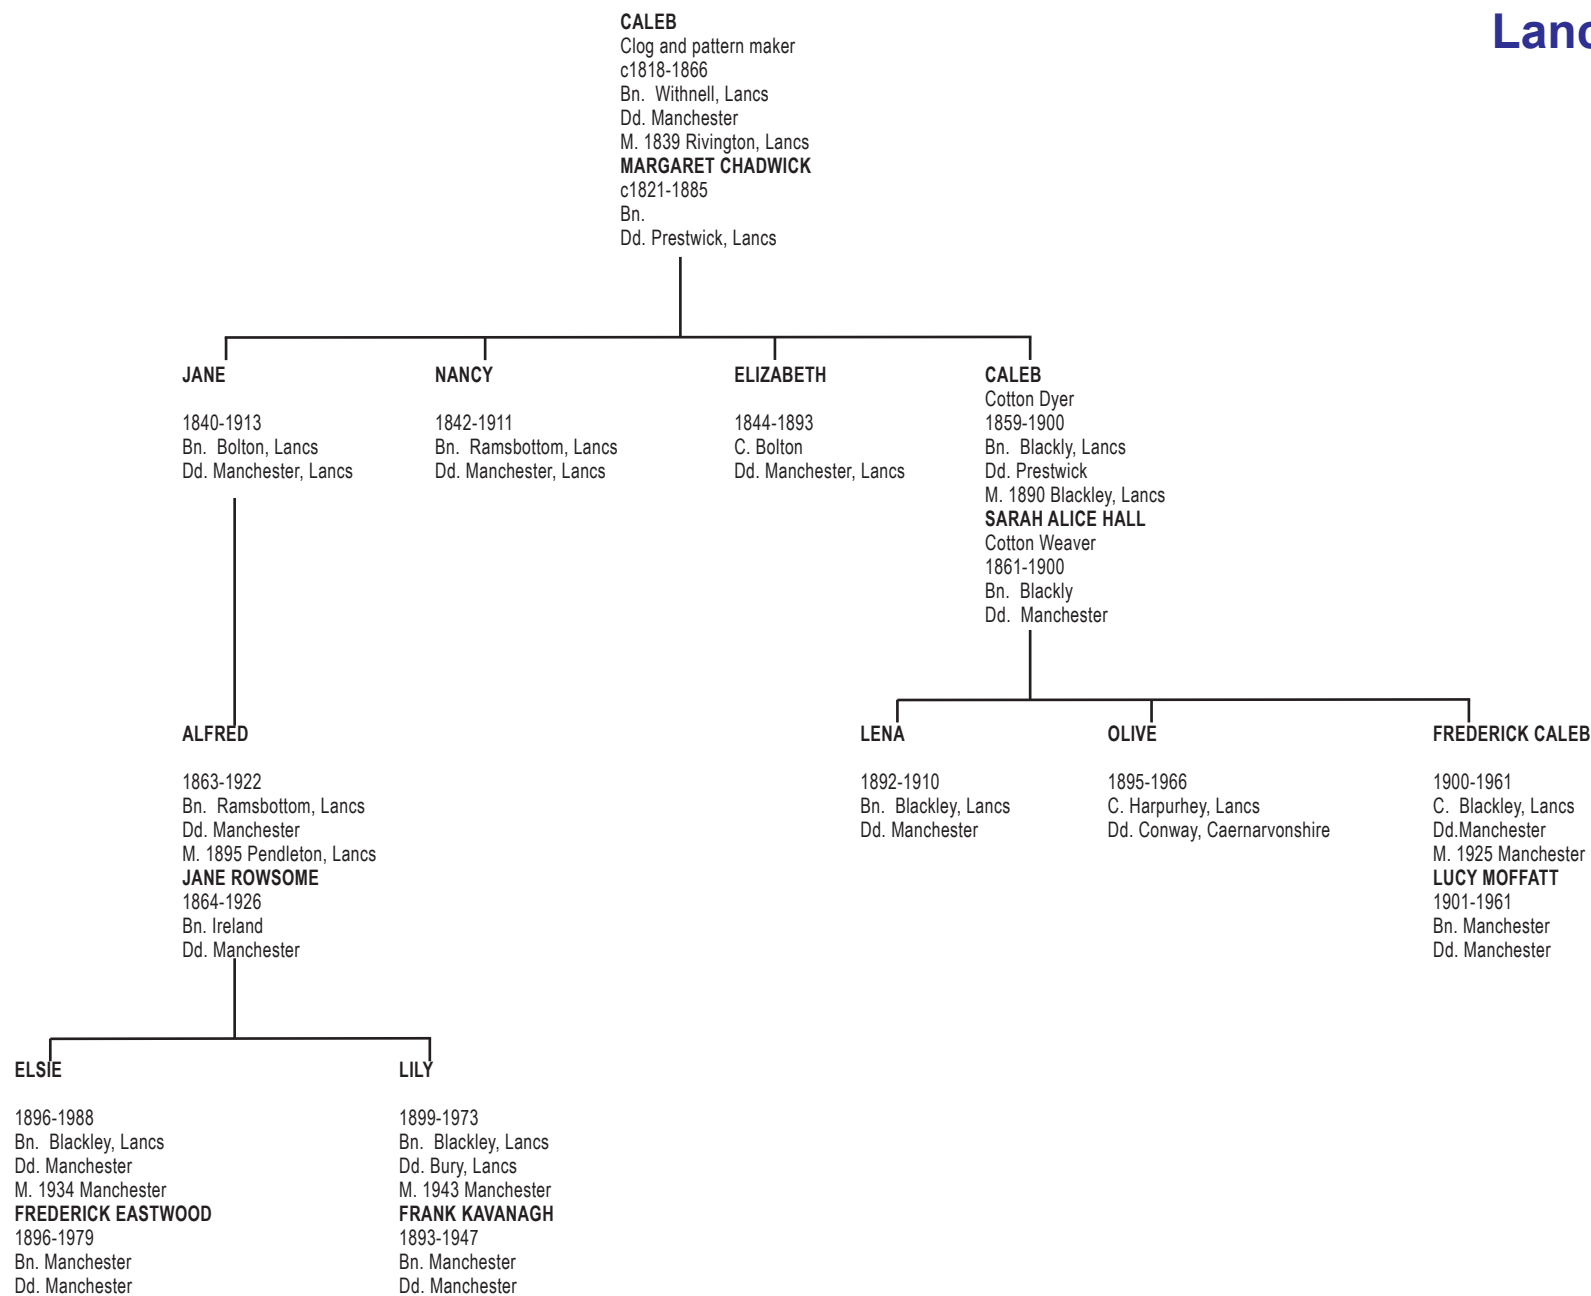 Lanc
CALEB
Clog and pattern maker
c1818-1866
Bn. Withnell, Lancs
Dd. Manchester
M. 1839 Rivington, Lancs
MARGARET CHADWICK
c1821-1885
Bn.
Dd. Prestwick, Lancs
JANE
1840-1913
Bn. Bolton, Lancs
Dd. Manchester, Lancs
NANCY
1842-1911
Bn. Ramsbottom, Lancs
Dd. Manchester, Lancs
ELIZABETH
1844-1893
C. Bolton
Dd. Manchester, Lancs
CALEB
Cotton Dyer
1859-1900
Bn. Blackly, Lancs
Dd. Prestwick
M. 1890 Blackley, Lancs
SARAH ALICE HALL
Cotton Weaver
1861-1900
Bn. Blackly
Dd. Manchester
ALFRED
1863-1922
Bn. Ramsbottom, Lancs
Dd. Manchester
M. 1895 Pendleton, Lancs
JANE ROWSOME
1864-1926
Bn. Ireland
Dd. Manchester
LENA
1892-1910
Bn. Blackley, Lancs
Dd. Manchester
OLIVE
1895-1966
C. Harpurhey, Lancs
Dd. Conway, Caernarvonshire
FREDERICK CALEB
1900-1961
C. Blackley, Lancs
Dd.Manchester
M. 1925 Manchester
LUCY MOFFATT
1901-1961
Bn. Manchester
Dd. Manchester
ELSIE
1896-1988
Bn. Blackley, Lancs
Dd. Manchester
M. 1934 Manchester
FREDERICK EASTWOOD
1896-1979
Bn. Manchester
Dd. Manchester
LILY
1899-1973
Bn. Blackley, Lancs
Dd. Bury, Lancs
M. 1943 Manchester
FRANK KAVANAGH
1893-1947
Bn. Manchester
Dd. Manchester